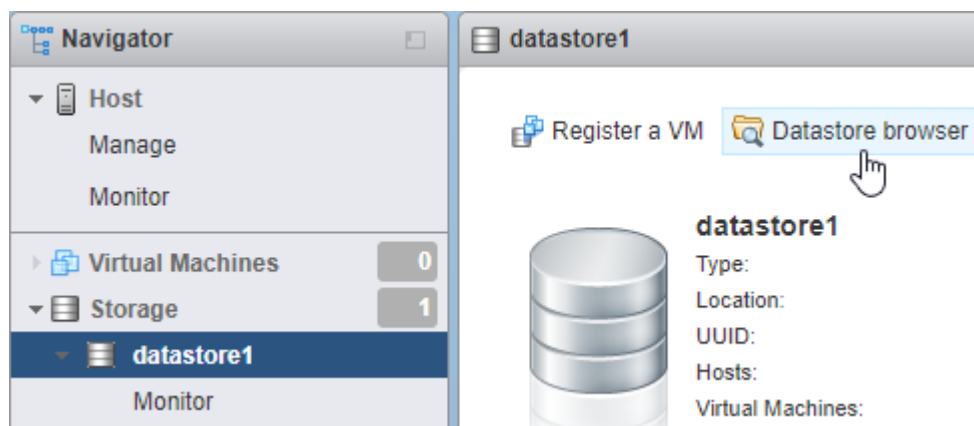 Navigator
Host
Manage
Monitor
Virtual Machines 0
Storage 1
datastore1
Monitor
datastore1
Register a VM Datastore browser
datastore1
Type:
Location:
UUID:
Hosts:
Virtual Machines: